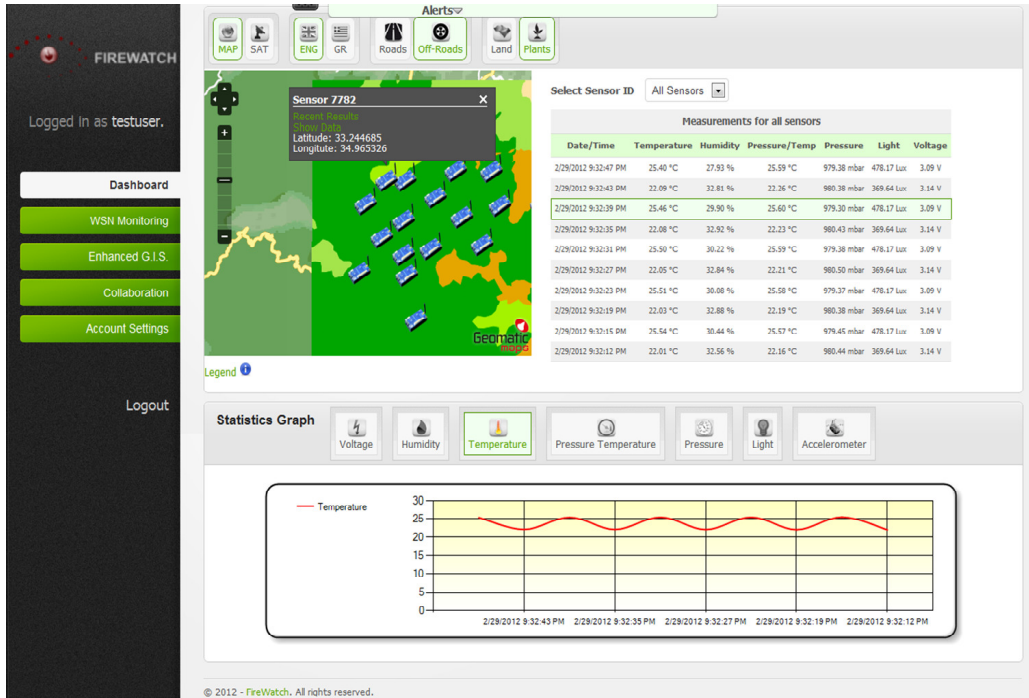 Alerts
FIREWATCH
Logged in as testuser.
Dashboard
WSN Monitoring
Enhanced G.I.S.
Collaboration
Account Settings
Logout
MAP SAT ENG GR Roads Off-Roads Land Plants
Sensor 7782 X
Recent Results
Show Data
Latitude: 33.244685
Longitute: 34.965326
Geomatic
Legend
Select Sensor ID All Sensors
Measurements for all sensors
Date/Time Temperature Humidity Pressure/Temp Pressure Light Voltage
2/29/2012 9:32:47 PM 25.40 °C 27.93 % 25.59 °C 979.38 mbar 478.17 Lux 3.09 V
2/29/2012 9:32:43 PM 22.09 °C 32.81 % 22.26 °C 980.38 mbar 369.64 Lux 3.14 V
2/29/2012 9:32:39 PM 25.46 °C 29.90 % 25.60 °C 979.30 mbar 478.17 Lux 3.09 V
2/29/2012 9:32:35 PM 22.08 °C 32.92 % 22.23 °C 980.43 mbar 369.64 Lux 3.14 V
2/29/2012 9:32:31 PM 25.50 °C 30.22 % 25.59 °C 979.38 mbar 478.17 Lux 3.09 V
2/29/2012 9:32:27 PM 22.05 °C 32.84 % 22.21 °C 980.50 mbar 369.64 Lux 3.14 V
2/29/2012 9:32:23 PM 25.51 °C 30.08 % 25.58 °C 979.37 mbar 478.17 Lux 3.09 V
2/29/2012 9:32:19 PM 22.03 °C 32.88 % 22.19 °C 980.38 mbar 369.64 Lux 3.14 V
2/29/2012 9:32:15 PM 25.54 °C 30.44 % 25.57 °C 979.45 mbar 478.17 Lux 3.09 V
2/29/2012 9:32:12 PM 22.01 °C 32.56 % 22.16 °C 980.44 mbar 369.64 Lux 3.14 V
Statistics Graph
Voltage Humidity Temperature Pressure Temperature Pressure Light Accelerometer
Temperature
30
25
20
15
10
5
0
2/29/2012 9:32:43 PM 2/29/2012 9:32:35 PM 2/29/2012 9:32:27 PM 2/29/2012 9:32:19 PM 2/29/2012 9:32:12 PM
© 2012 - FireWatch. All rights reserved.